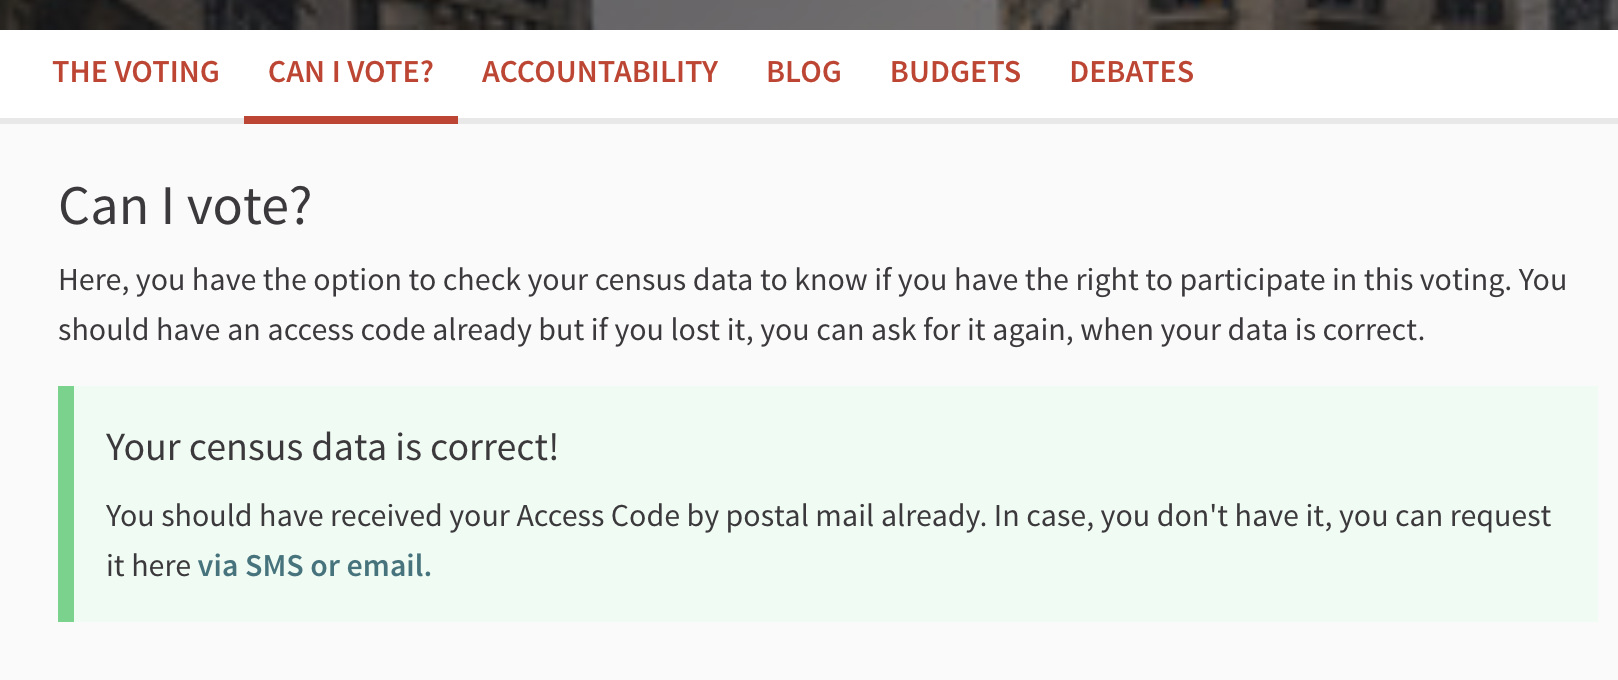 THE VOTING CAN I VOTE? ACCOUNTABILITY BLOG BUDGETS DEBATES
Can I vote?
Here, you have the option to check your census data to know if you have the right to participate in this voting. You
should have an access code already but if you lost it, you can ask for it again, when your data is correct.
Your census data is correct!
You should have received your Access Code by postal mail already. In case, you don't have it, you can request
it here via SMS or email.